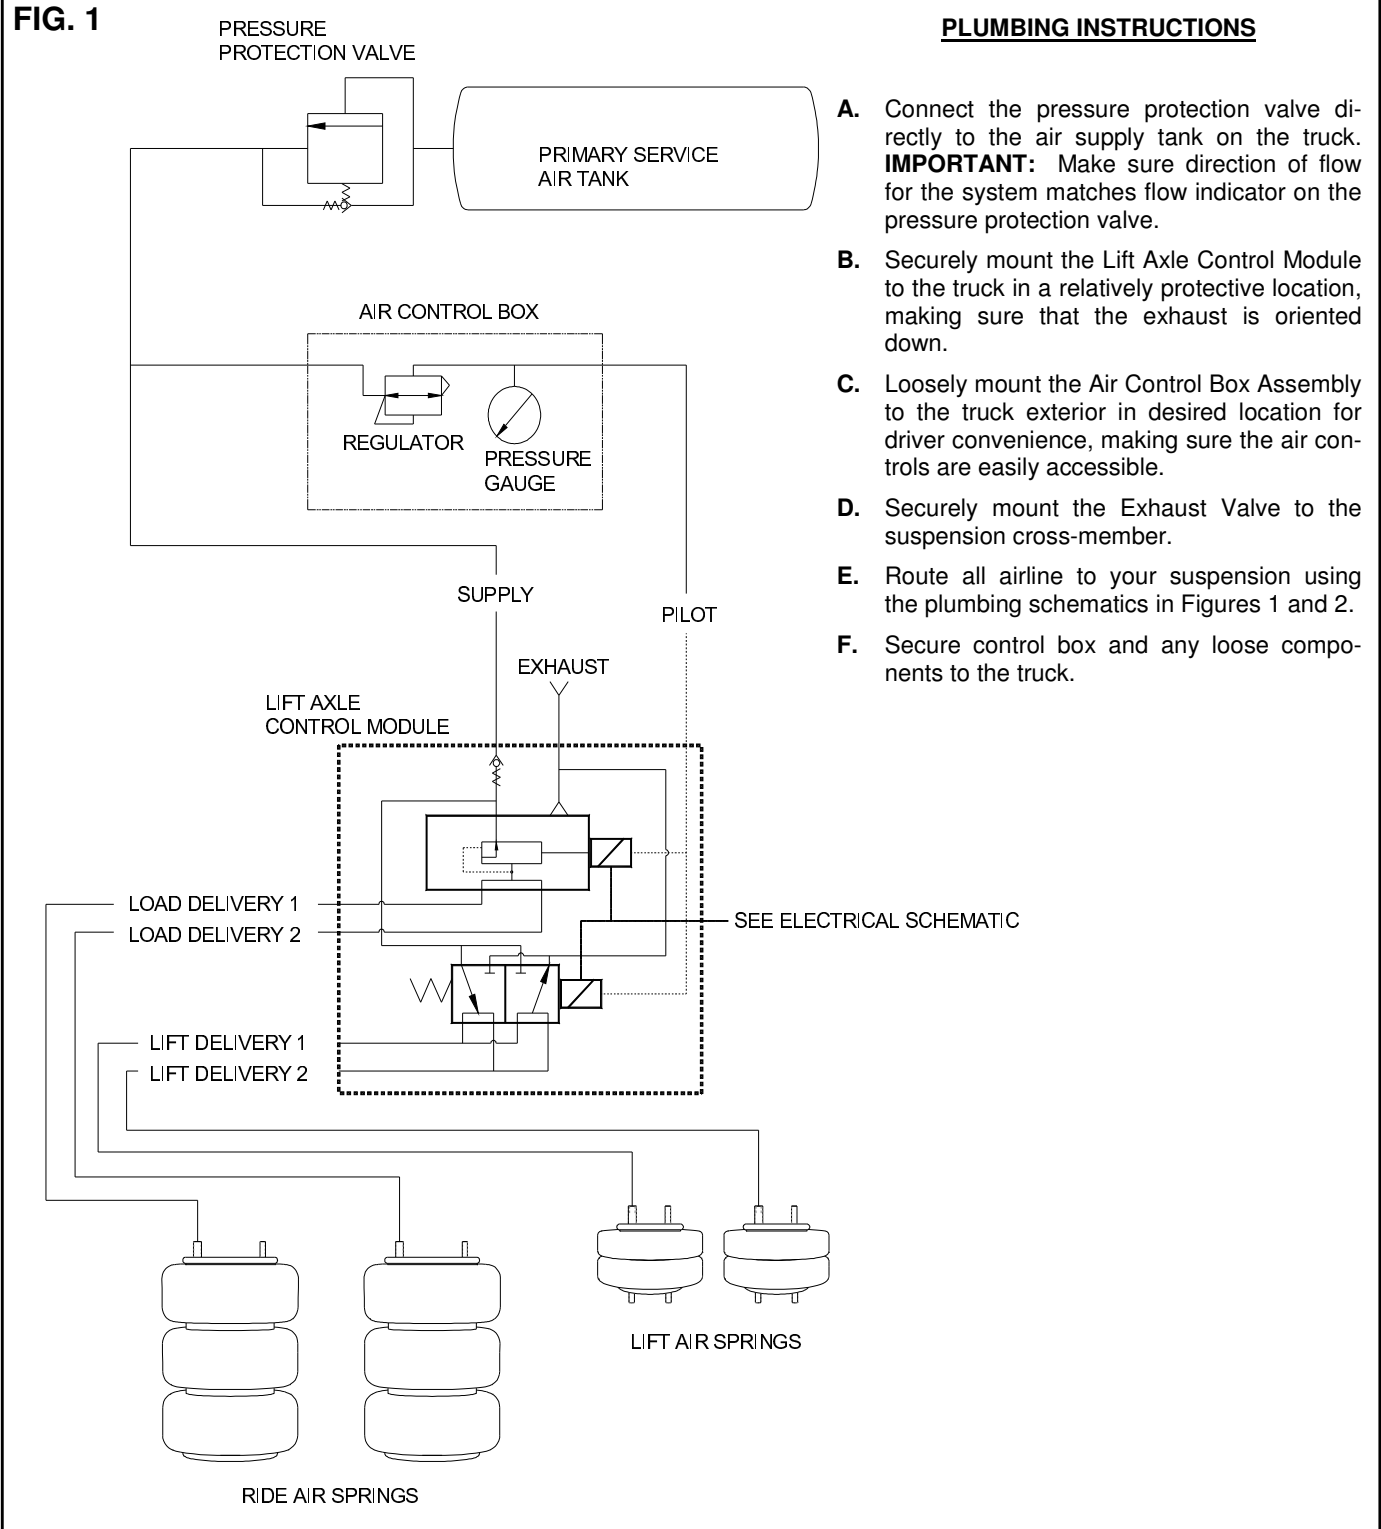 FIG. 1
PRESSURE
PROTECTION VALVE
PRIMARY SERVICE
AIR TANK
AIR CONTROL BOX
REGULATOR
PRESSURE
GAUGE
SUPPLY
PILOT
EXHAUST
LIFT AXLE
CONTROL MODULE
LOAD DELIVERY 1
LOAD DELIVERY 2
SEE ELECTRICAL SCHEMATIC
LIFT DELIVERY 1
LIFT DELIVERY 2
LIFT AIR SPRINGS
RIDE AIR SPRINGS
PLUMBING INSTRUCTIONS
A. Connect the pressure protection valve di-
rectly to the air supply tank on the truck.
IMPORTANT: Make sure direction of flow
for the system matches flow indicator on the
pressure protection valve.
B. Securely mount the Lift Axle Control Module
to the truck in a relatively protective location,
making sure that the exhaust is oriented
down.
C. Loosely mount the Air Control Box Assembly
to the truck exterior in desired location for
driver convenience, making sure the air con-
trols are easily accessible.
D. Securely mount the Exhaust Valve to the
suspension cross-member.
E. Route all airline to your suspension using
the plumbing schematics in Figures 1 and 2.
F. Secure control box and any loose compo-
nents to the truck.